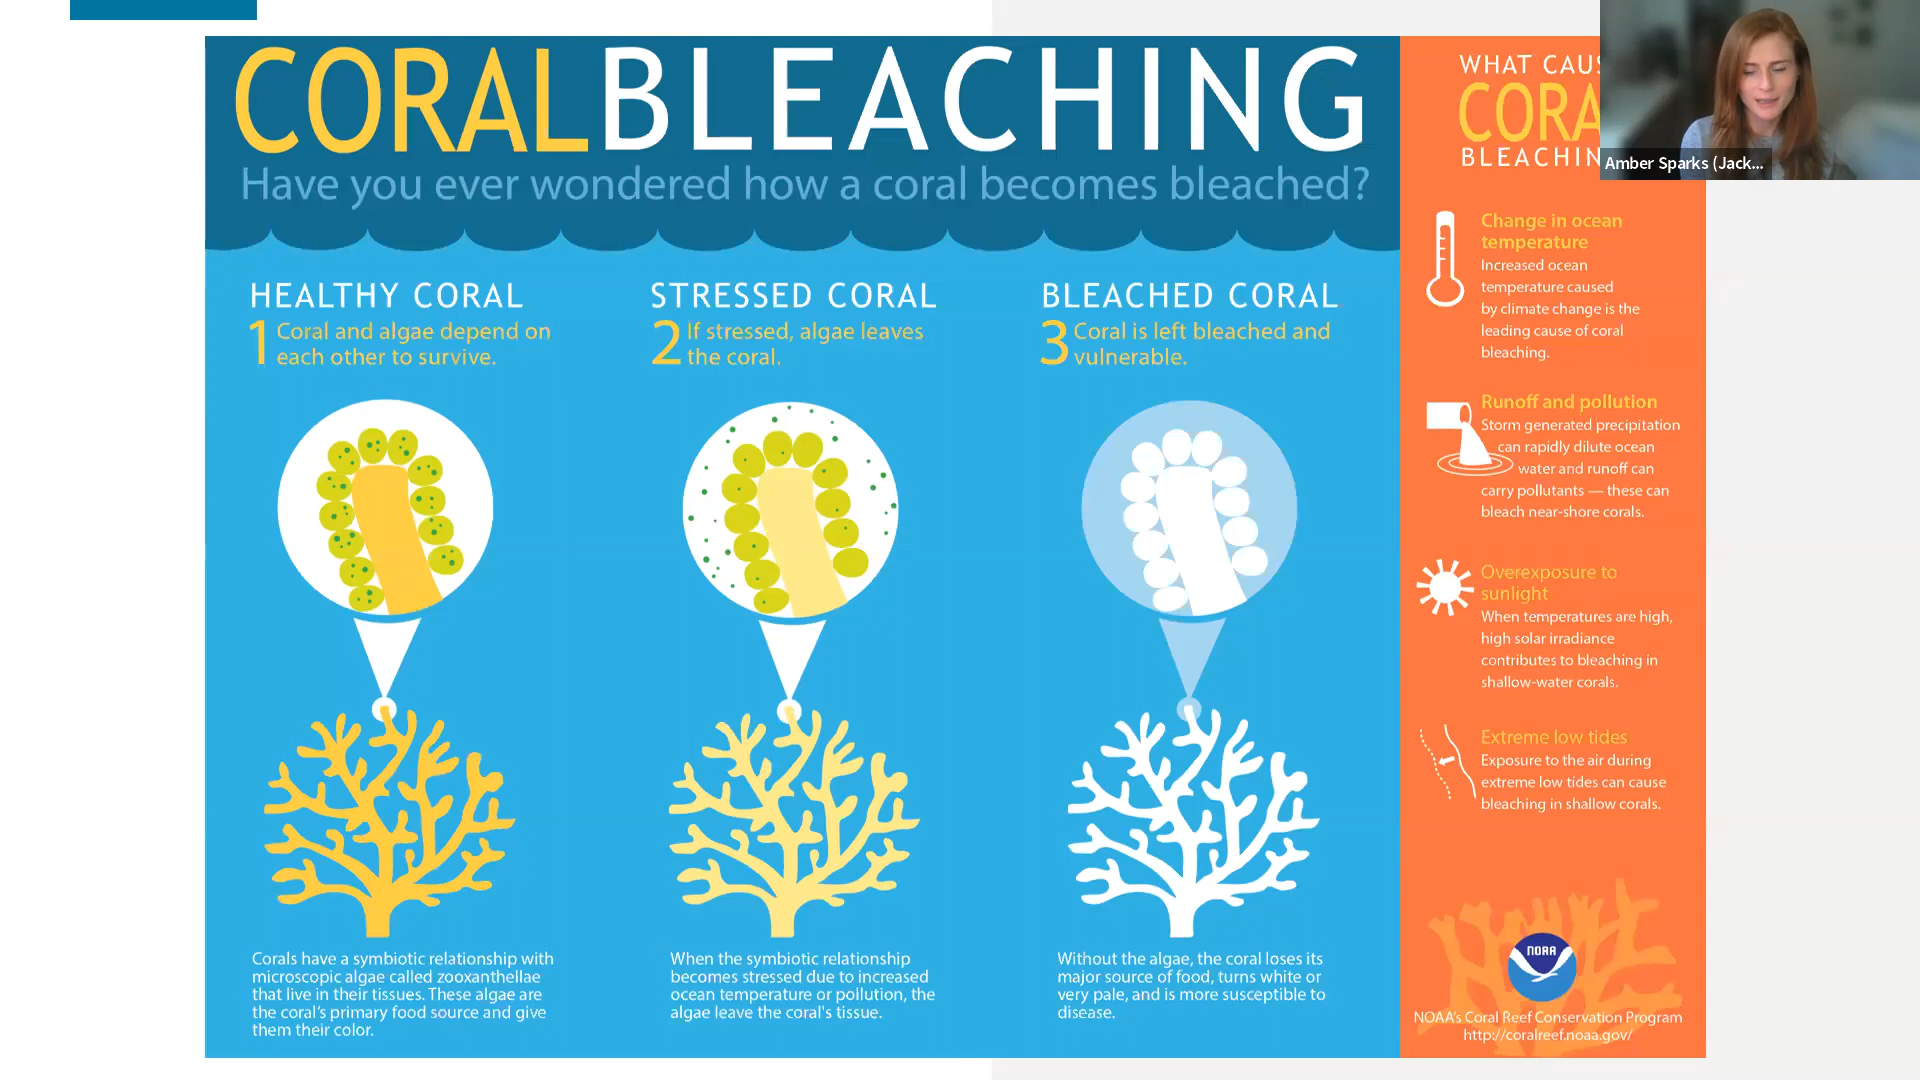 CORALBLEACHING
Have you ever wondered how a coral becomes bleached?
HEALTHY CORAL
1 Coral and algae depend on
each other to survive.
Corals have a symbiotic relationship with
microscopic algae called zooxanthellae
that live in their tissues. These algae are
the coral's primary food source and give
them their color.
STRESSED CORAL
2 If stressed, algae leaves
the coral.
When the symbiotic relationship
becomes stressed due to increased
ocean temperature or pollution, the
algae leave the coral's tissue.
BLEACHED CORAL
3 Coral is left bleached and
vulnerable.
Without the algae, the coral loses its
major source of food, turns white or
very pale, and is more susceptible to
disease.
WHAT CAUS
CORA
BLEACHIN
Amber Sparks (Jack...
Change in ocean
temperature
Increased ocean
temperature caused
by climate change is the
leading cause of coral
bleaching.
Runoff and pollution
Storm generated precipitation
can rapidly dilute ocean
water and runoff can
carry pollutants — these can
bleach near-shore corals.
Overexposure to
sunlight
When temperatures are high,
high solar irradiance
contributes to bleaching in
shallow-water corals.
Extreme low tides
Exposure to the air during
extreme low tides can cause
bleaching in shallow corals.
NOAA
NOAA's Coral Reef Conservation Program
http://coralreef.noaa.gov/